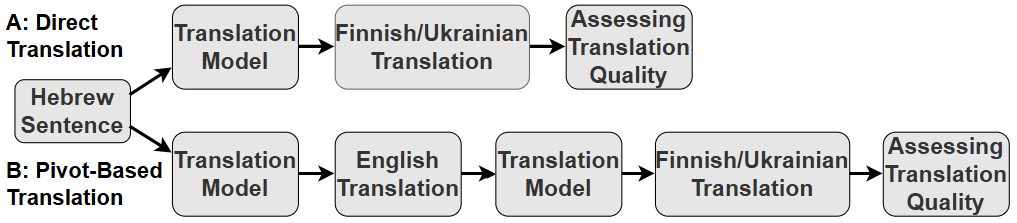 A: Direct
Translation
Translation
Model
Finnish/Ukrainian
Translation
Assessing
Translation
Quality
Hebrew
Sentence
B: Pivot-Based
Translation
Translation
Model
English
Translation
Translation
Model
Finnish/Ukrainian
Translation
Assessing
Translation
Quality